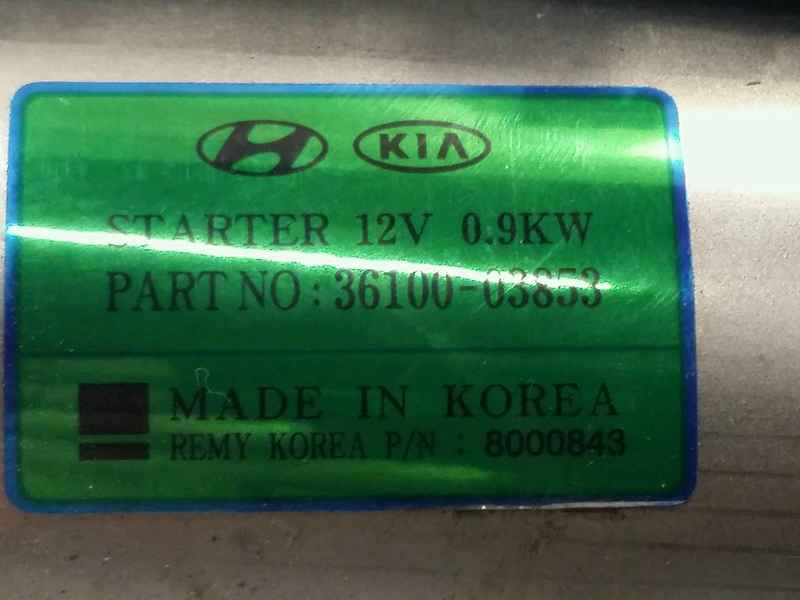 KIA
STARTER 12V 0.9KW
PART NO : 36100-03853
MADE IN KOREA
REMY KOREA P/N : 8000843